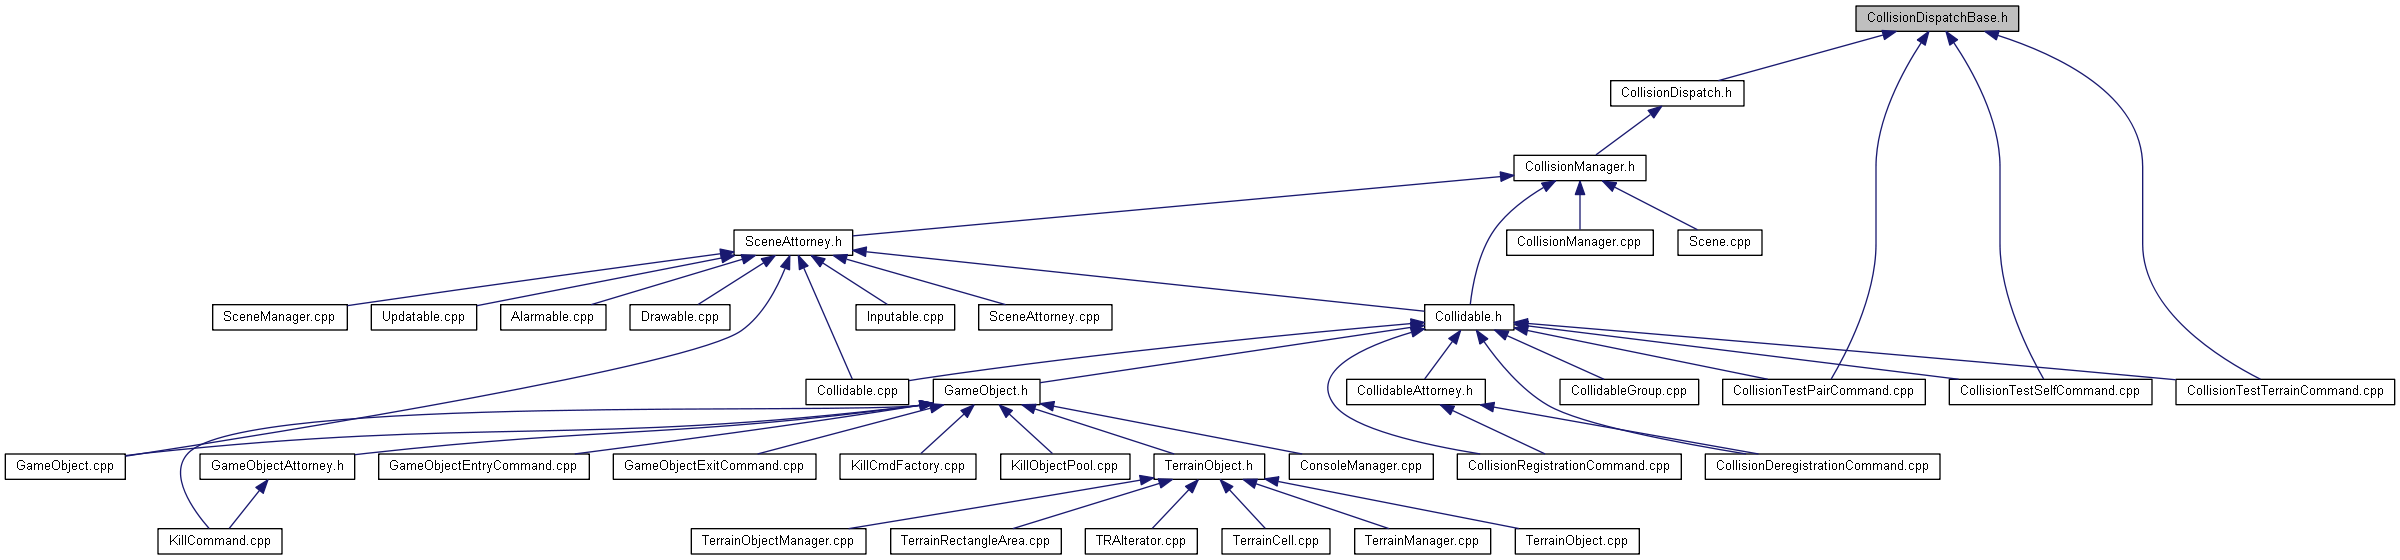 CollisionDispatchBase.h
CollisionDispatch.h
CollisionManager.h
SceneAttorney.h
CollisionManager.cpp
Scene.cpp
SceneManager.cpp
Updatable.cpp
Alarmable.cpp
Drawable.cpp
Inputable.cpp
SceneAttorney.cpp
Collidable.h
Collidable.cpp
GameObject.h
CollidableAttorney.h
CollidableGroup.cpp
CollisionTestPairCommand.cpp
CollisionTestSelfCommand.cpp
CollisionTestTerrainCommand.cpp
GameObject.cpp
GameObjectAttorney.h
GameObjectEntryCommand.cpp
GameObjectExitCommand.cpp
KillCmdFactory.cpp
KillObjectPool.cpp
TerrainObject.h
ConsoleManager.cpp
CollisionRegistrationCommand.cpp
CollisionDeregistrationCommand.cpp
KillCommand.cpp
TerrainObjectManager.cpp
TerrainRectangleArea.cpp
TRAIterator.cpp
TerrainCell.cpp
TerrainManager.cpp
TerrainObject.cpp